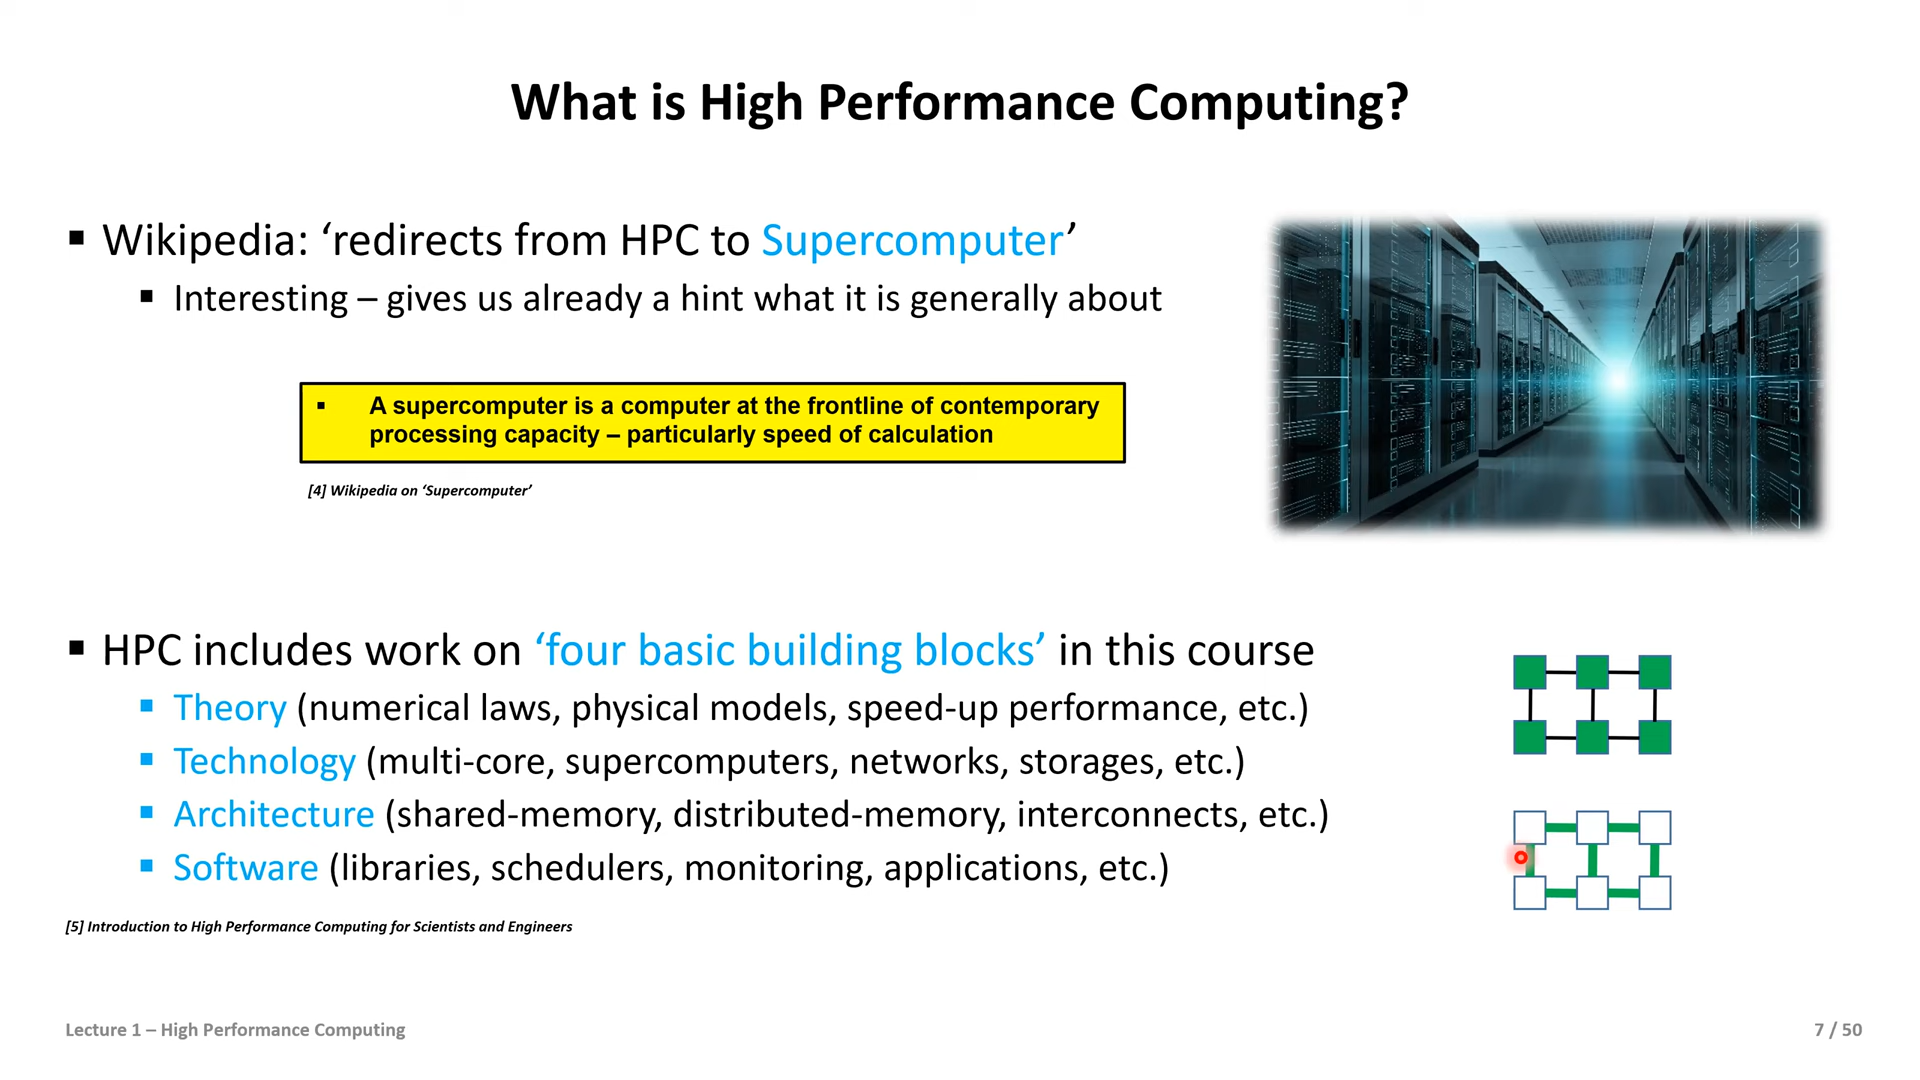 What is High Performance Computing?
▪ Wikipedia: ‘redirects from HPC to Supercomputer’
▪ Interesting – gives us already a hint what it is generally about
▪ A supercomputer is a computer at the frontline of contemporary
processing capacity – particularly speed of calculation
[4] Wikipedia on ‘Supercomputer’
▪ HPC includes work on ‘four basic building blocks’ in this course
▪ Theory (numerical laws, physical models, speed-up performance, etc.)
▪ Technology (multi-core, supercomputers, networks, storages, etc.)
▪ Architecture (shared-memory, distributed-memory, interconnects, etc.)
▪ Software (libraries, schedulers, monitoring, applications, etc.)
[5] Introduction to High Performance Computing for Scientists and Engineers
Lecture 1 – High Performance Computing
7 / 50